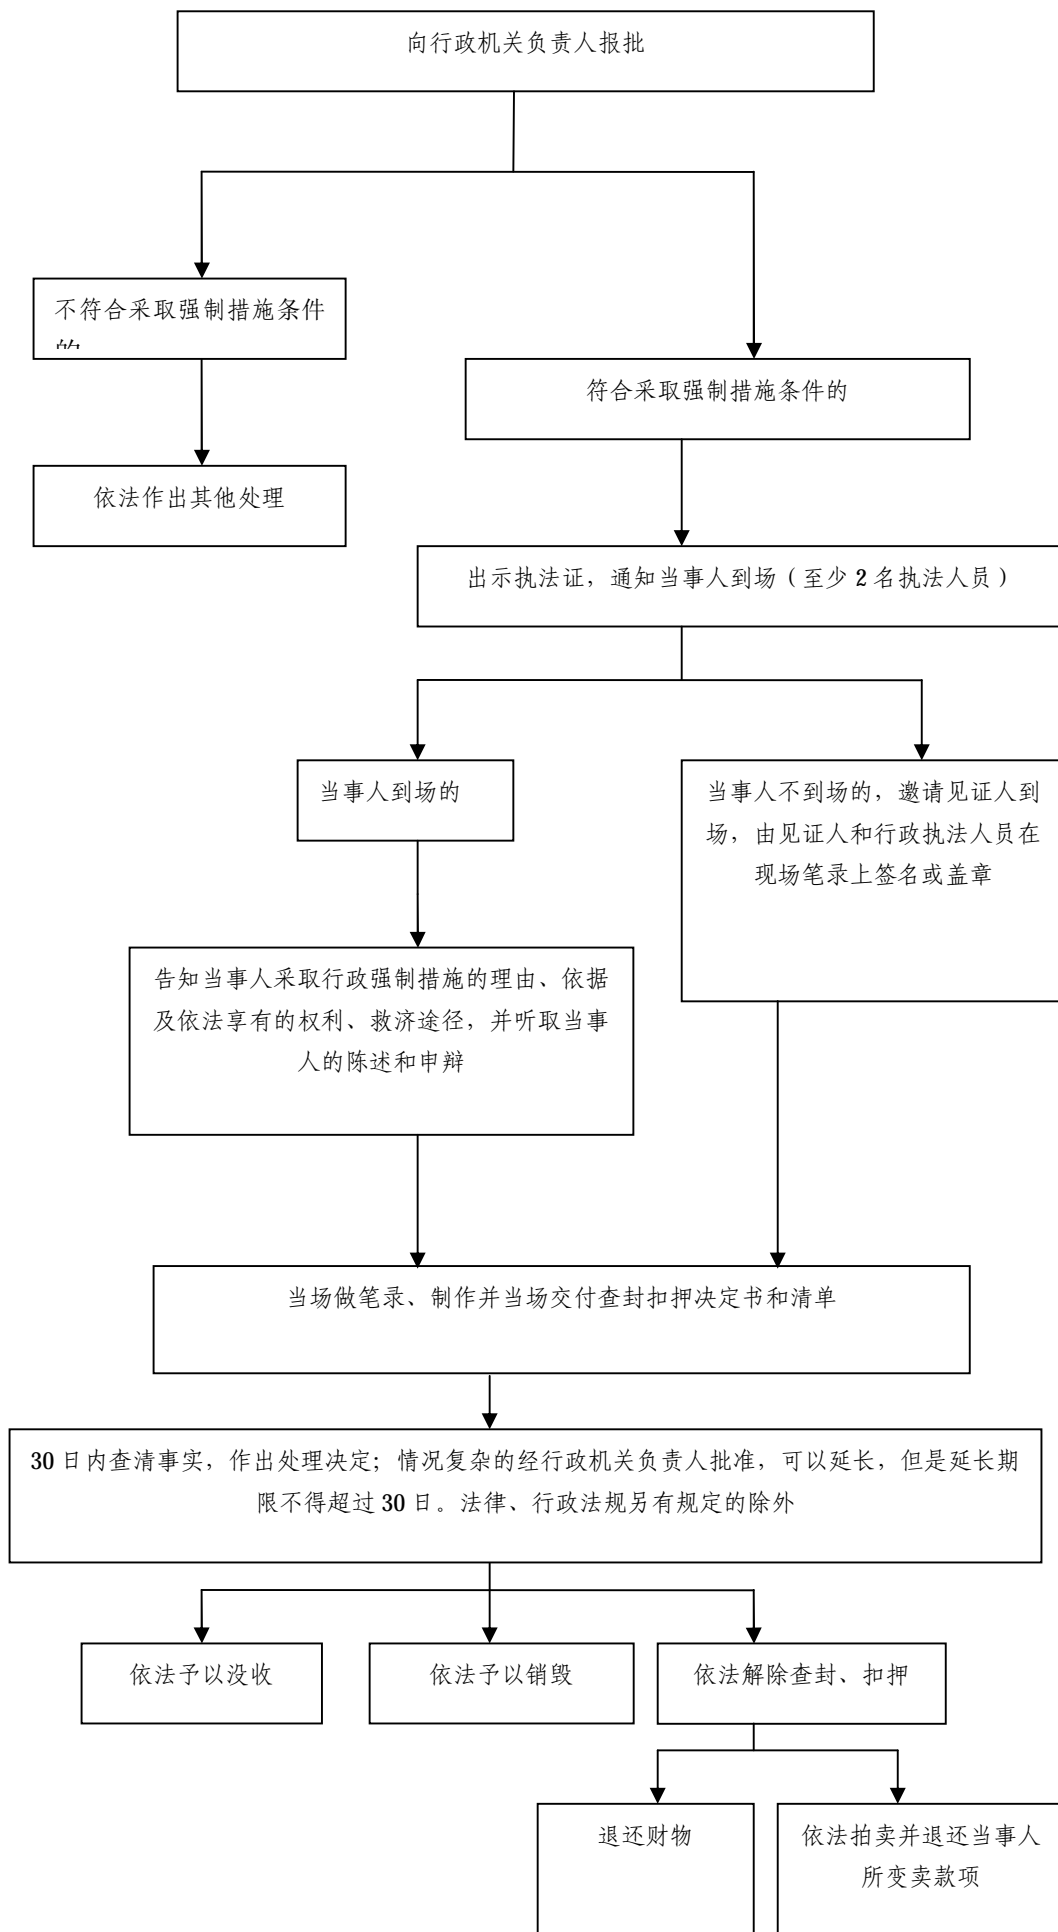 向行政机关负责人报批
不符合采取强制措施条件
符合采取强制措施条件的
依法作出其他处理
出示执法证，通知当事人到场（至少 2 名执法人员）
当事人到场的
当事人不到场的，邀请见证人到
场，由见证人和行政执法人员在
现场笔录上签名或盖章
告知当事人采取行政强制措施的理由、依据
及依法享有的权利、救济途径，并听取当事
人的陈述和申辩
当场做笔录、制作并当场交付查封扣押决定书和清单
30 日内查清事实，作出处理决定；情况复杂的经行政机关负责人批准，可以延长，但是延长期
限不得超过 30 日。法律、行政法规另有规定的除外
依法予以没收
依法予以销毁
依法解除查封、扣押
退还财物
依法拍卖并退还当事人
所变卖款项